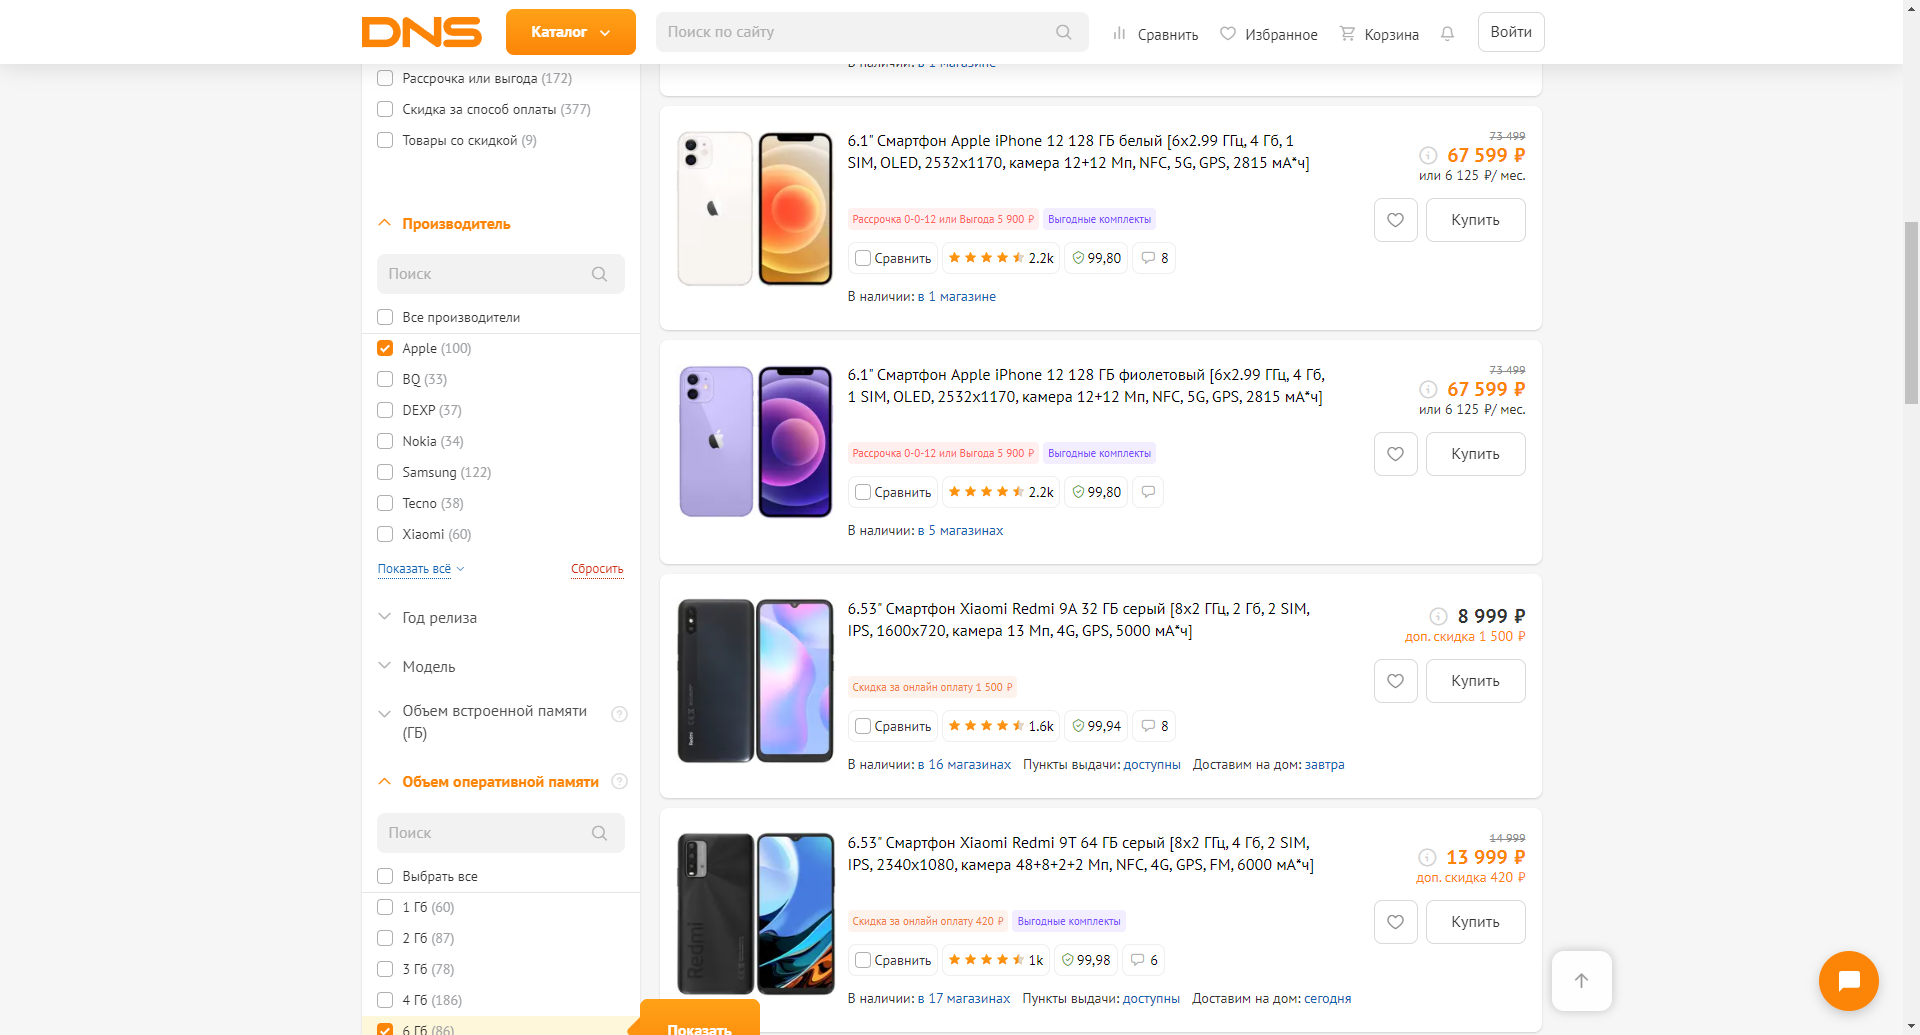 DNS
Каталог
Поиск по сайту
Сравнить
Избранное
Корзина
Войти
Рассрочка или выгода (172)
Скидка за способ оплаты (377)
Товары со скидкой (9)
Производитель
Поиск
Все производители
Apple (100)
BQ (33)
DEXP (37)
Nokia (34)
Samsung (122)
Tecno (38)
Xiaomi (60)
Показать всё
Сбросить
Год релиза
Модель
Объем встроенной памяти
(ГБ)
Объем оперативной памяти
Поиск
Выбрать все
1 Гб (60)
2 Гб (87)
3 Гб (78)
4 Гб (186)
6 Гб (86)
Показать
В наличии: в 1 магазине
6.1" Смартфон Apple iPhone 12 128 ГБ белый [6x2.99 ГГц, 4 Гб, 1
SIM, OLED, 2532x1170, камера 12+12 Мп, NFC, 5G, GPS, 2815 мА*ч]
Рассрочка 0-0-12 или Выгода 5 900 ₽
Выгодные комплекты
Сравнить
2.2k
99,80
8
В наличии: в 1 магазине
73 499
67 599 ₽
или 6 125 ₽/ мес.
Купить
6.1" Смартфон Apple iPhone 12 128 ГБ фиолетовый [6x2.99 ГГц, 4 Гб,
1 SIM, OLED, 2532x1170, камера 12+12 Мп, NFC, 5G, GPS, 2815 мА*ч]
Рассрочка 0-0-12 или Выгода 5 900 ₽
Выгодные комплекты
Сравнить
2.2k
99,80
В наличии: в 5 магазинах
73 499
67 599 ₽
или 6 125 ₽/ мес.
Купить
6.53" Смартфон Xiaomi Redmi 9A 32 ГБ серый [8x2 ГГц, 2 Гб, 2 SIM,
IPS, 1600x720, камера 13 Мп, 4G, GPS, 5000 мА*ч]
Скидка за онлайн оплату 1 500 ₽
Сравнить
1.6k
99,94
8
В наличии: в 16 магазинах Пункты выдачи: доступны Доставим на дом: завтра
8 999 ₽
доп. скидка 1 500 ₽
Купить
6.53" Смартфон Xiaomi Redmi 9T 64 ГБ серый [8x2 ГГц, 4 Гб, 2 SIM,
IPS, 2340x1080, камера 48+8+2+2 Мп, NFC, 4G, GPS, FM, 6000 мА*ч]
Скидка за онлайн оплату 420 ₽
Выгодные комплекты
Сравнить
1k
99,98
6
В наличии: в 17 магазинах Пункты выдачи: доступны Доставим на дом: сегодня
14 999
13 999 ₽
доп. скидка 420 ₽
Купить
Redmi
Redmi